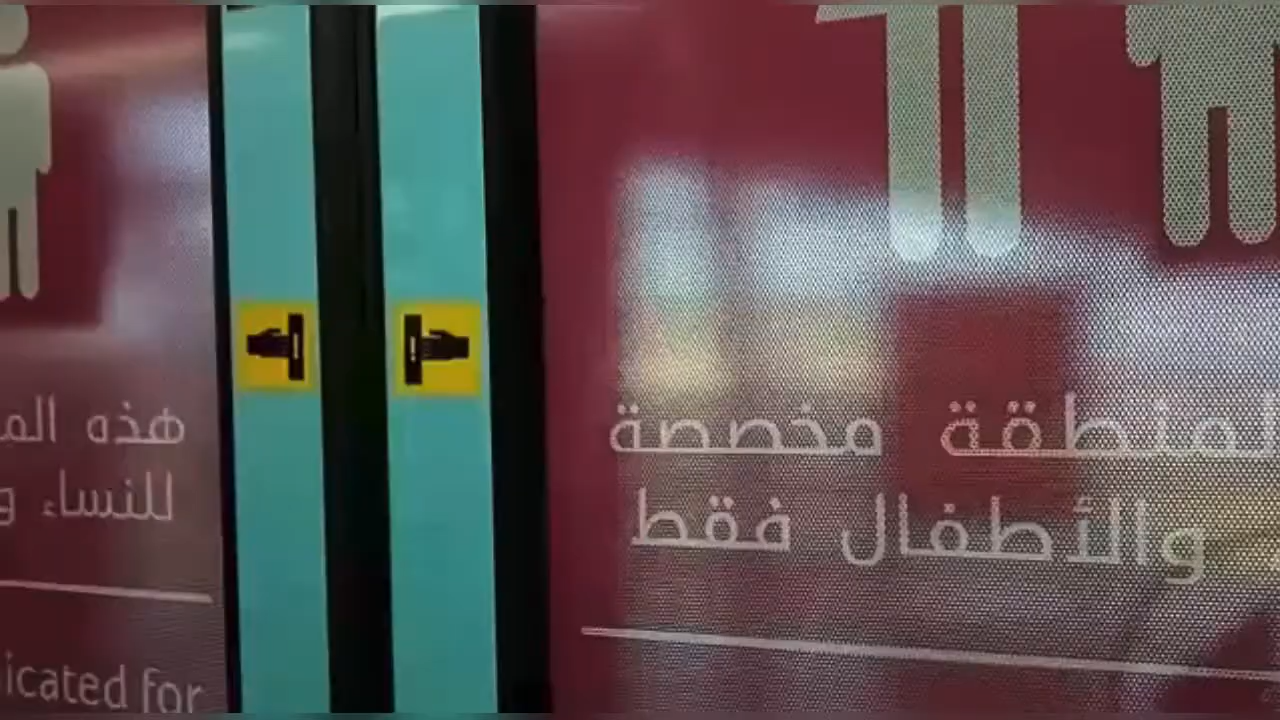 هذه الم
للنساء و
icated for
لمنطقة مخصصة
والأطفال فقط